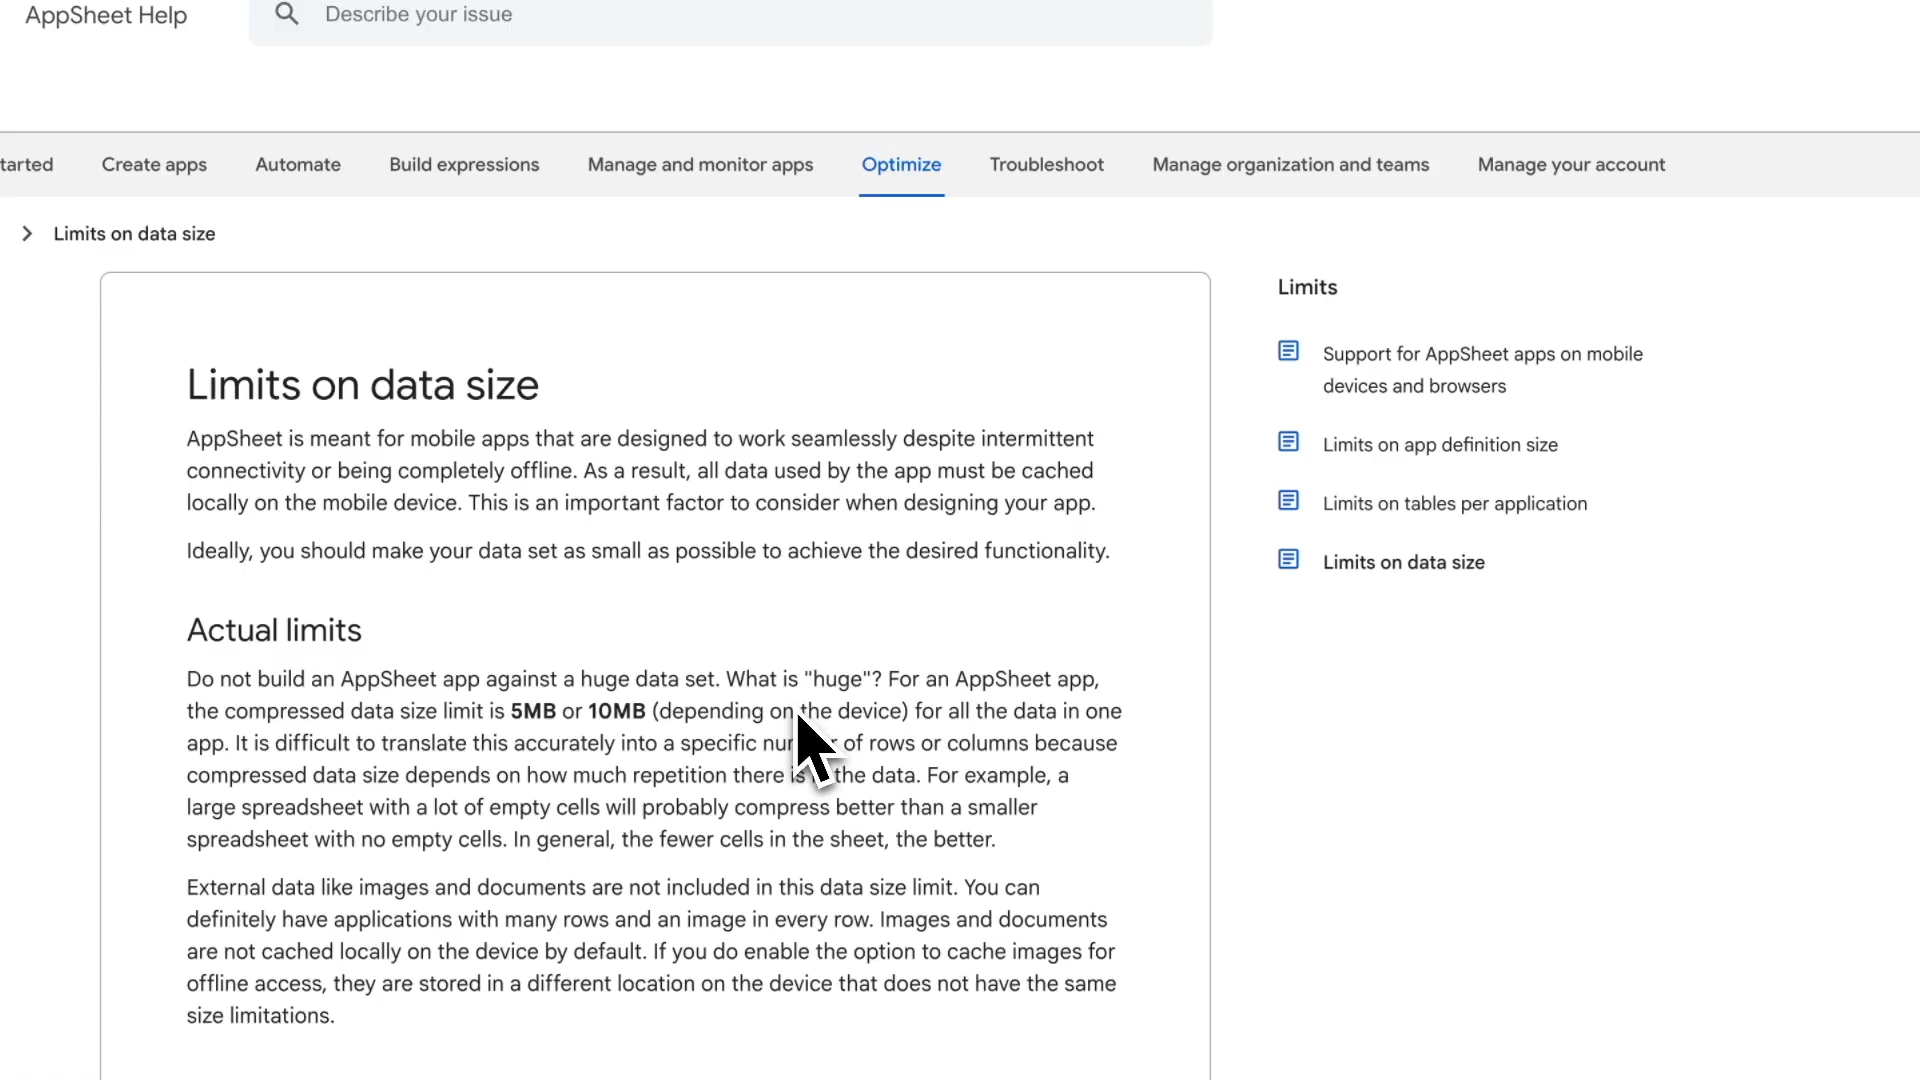 AppSheet Help
Describe your issue
tarted
Create apps
Automate
Build expressions
Manage and monitor apps
Optimize
Troubleshoot
Manage organization and teams
Manage your account
Limits on data size
Limits on data size
AppSheet is meant for mobile apps that are designed to work seamlessly despite intermittent
connectivity or being completely offline. As a result, all data used by the app must be cached
locally on the mobile device. This is an important factor to consider when designing your app.
Ideally, you should make your data set as small as possible to achieve the desired functionality.
Actual limits
Do not build an AppSheet app against a huge data set. What is "huge"? For an AppSheet app,
the compressed data size limit is 5MB or 10MB (depending on the device) for all the data in one
app. It is difficult to translate this accurately into a specific of rows or columns because
compressed data size depends on how much repetition there is the data. For example, a
large spreadsheet with a lot of empty cells will probably compress better than a smaller
spreadsheet with no empty cells. In general, the fewer cells in the sheet, the better.
External data like images and documents are not included in this data size limit. You can
definitely have applications with many rows and an image in every row. Images and documents
are not cached locally on the device by default. If you do enable the option to cache images for
offline access, they are stored in a different location on the device that does not have the same
size limitations.
Limits
Support for AppSheet apps on mobile
devices and browsers
Limits on app definition size
Limits on tables per application
Limits on data size